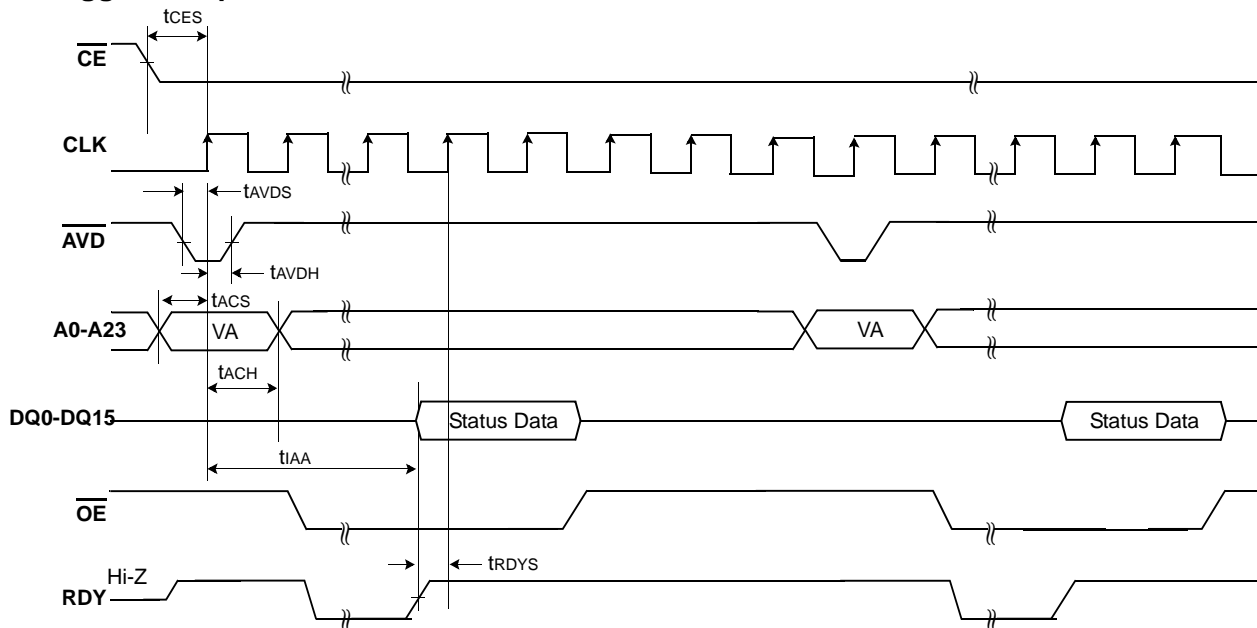 tCES
CE
CLK
tAVDS
AVD
tAVDH
tACS
A0-A23
VA
VA
tACH
DQ0-DQ15
Status Data
Status Data
tIAA
OE
tRDYS
Hi-Z
RDY